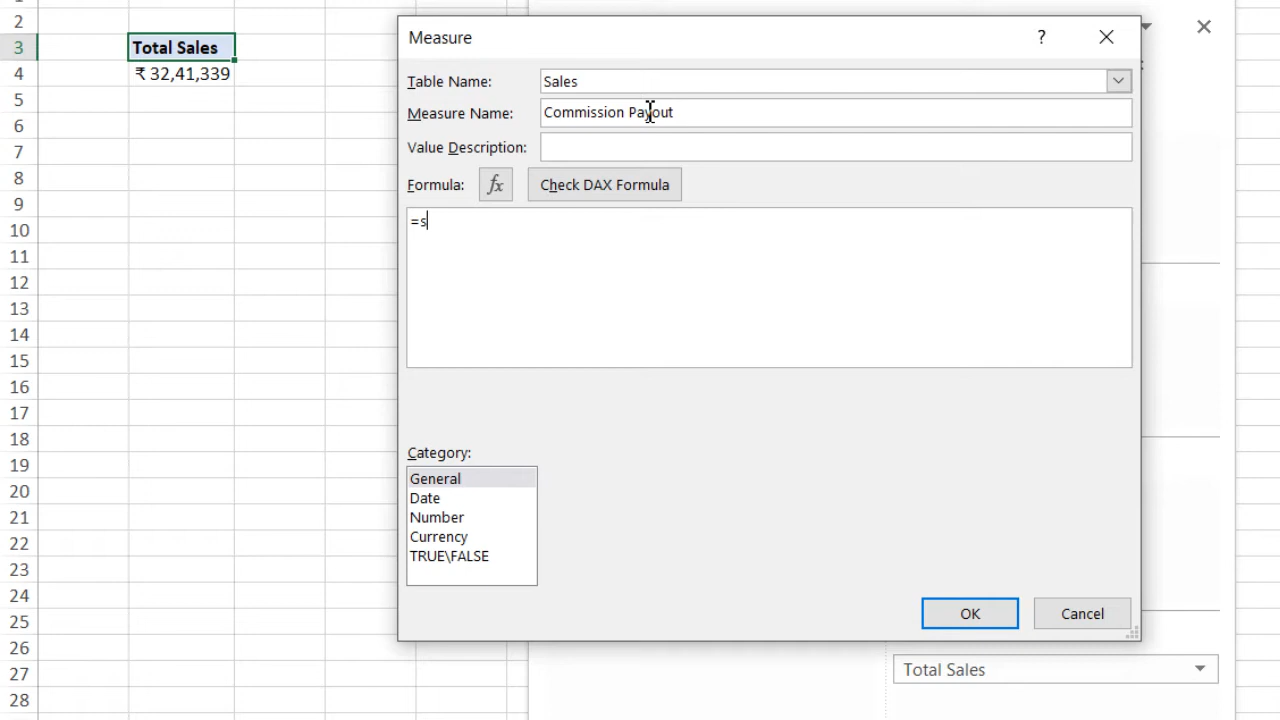 2
3 Total Sales
4 ₹ 32,41,339
5
6
7
8
9
10
11
12
13
14
15
16
17
18
19
20
21
22
23
24
25
26
27
28
Measure ?
Table Name: Sales
Measure Name: Commission Payout
Value Description:
Formula: fx Check DAX Formula
=s
Category:
General
Date
Number
Currency
TRUE\FALSE
OK Cancel
Total Sales